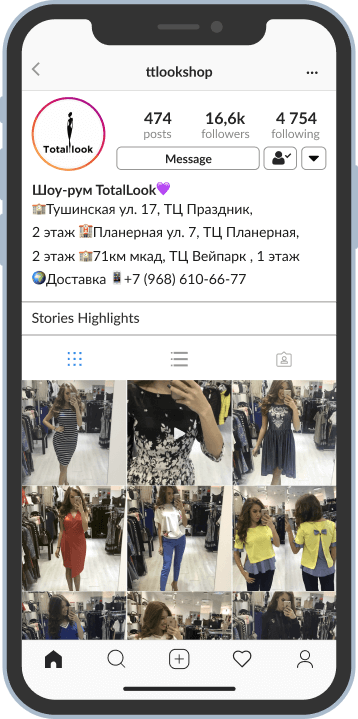 ttlookshop
Total look
474 16,6k 4 754
posts followers following
Message
Шоу-рум TotalLook💜
🏫Тушинская ул. 17, ТЦ Праздник,
2 этаж 🏫Планерная ул. 7, ТЦ Планерная,
2 этаж 🏫71км мкад, ТЦ Вейпарк , 1 этаж
🌍Доставка 📱+7 (968) 610-66-77
Stories Highlights